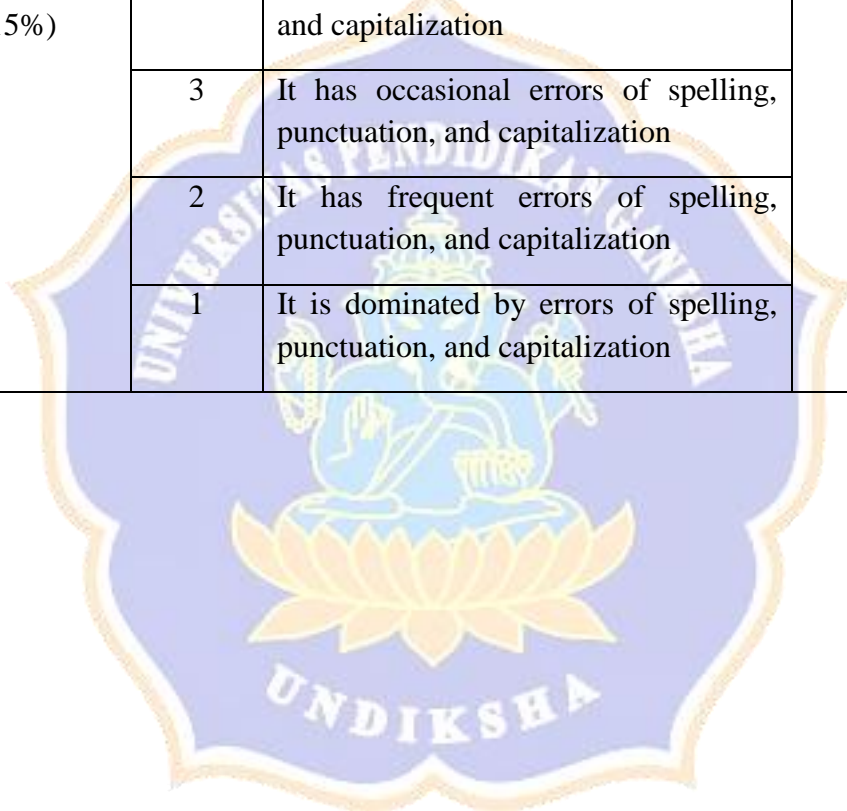 5%) and capitalization
3 It has occasional errors of spelling,
punctuation, and capitalization
2 It has frequent errors of spelling,
punctuation, and capitalization
1 It is dominated by errors of spelling,
punctuation, and capitalization
UNIVERSITAS PENDIDIKAN GANESHA
UNDIKSHA